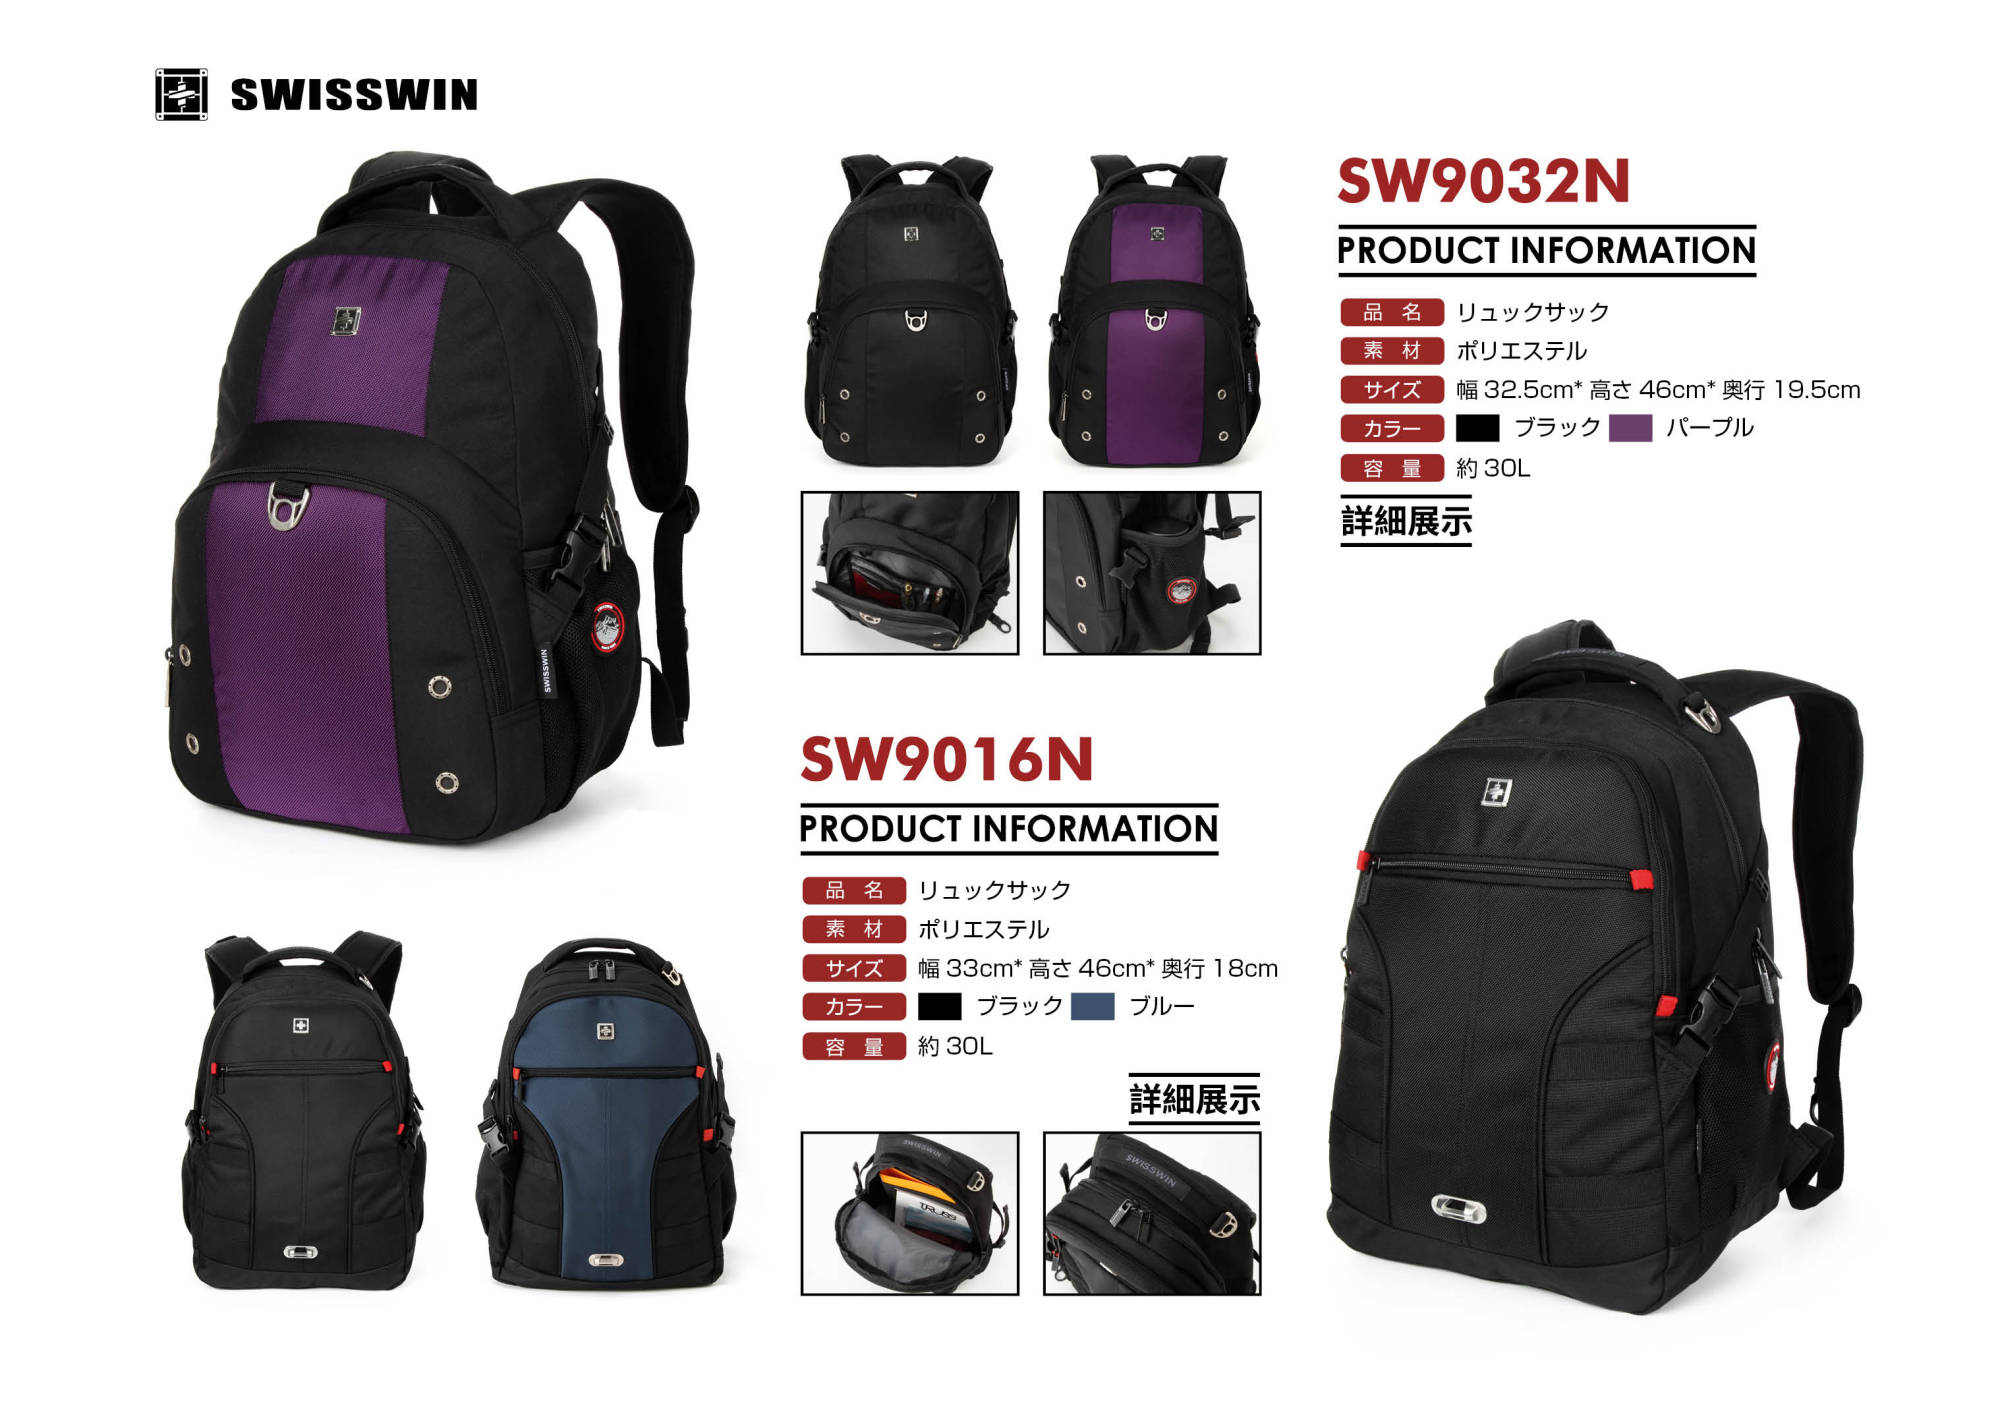 SWISSWIN
SW9032N
PRODUCT INFORMATION
品 名 リュックサック
素 材 ポリエステル
サイズ 幅 32.5cm* 高さ 46cm* 奥行 19.5cm
カラー ブラック パープル
容 量 約 30L
詳細展示
SWISSWIN
SWISSWIN
SW9016N
PRODUCT INFORMATION
品 名 リュックサック
素 材 ポリエステル
サイズ 幅 33cm* 高さ 46cm* 奥行 18cm
カラー ブラック ブルー
容 量 約 30L
詳細展示
SWISSWIN
TRUSS
SWISSWIN